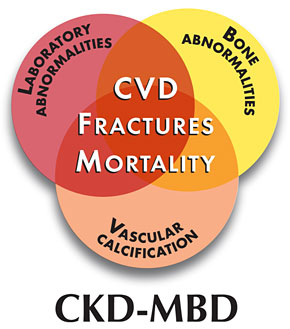 LABORATORY
ABNORMALITIES
BONE
ABNORMALITIES
CVD
FRACTURES
MORTALITY
VASCULAR
CALCIFICATION
CKD-MBD